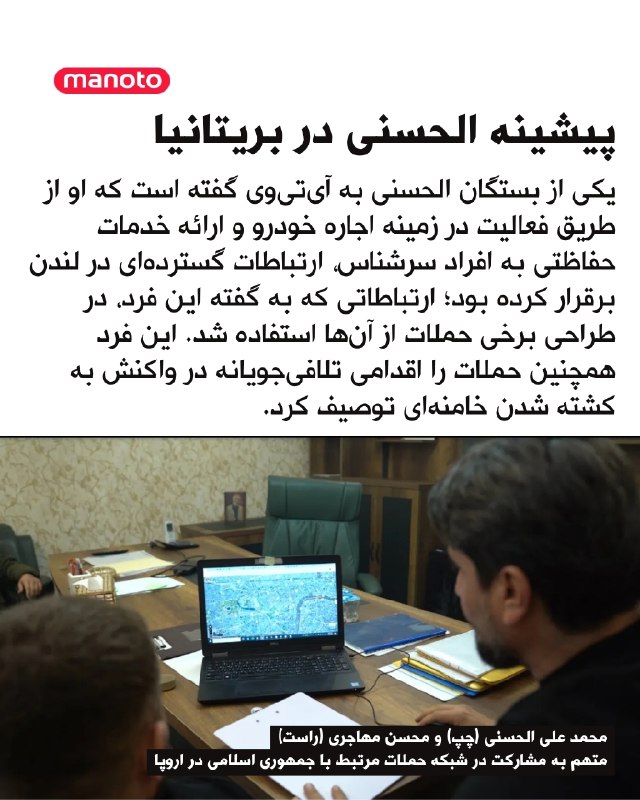 manoto
پیشینه الحسنی در بریتانیا
یکی از بستگان الحسنی به آی‌تی‌وی گفته است که او از
طریق فعالیت در زمینه اجاره خودرو و ارائه خدمات
حفاظتی به افراد سرشناس، ارتباطات گسترده‌ای در لندن
برقرار کرده بود؛ ارتباطاتی که به گفته این فرد، در
طراحی برخی حملات از آن‌ها استفاده شد. این فرد
همچنین حملات را اقدامی تلافی‌جویانه در واکنش به
کشته شدن خامنه‌ای توصیف کرد.
محمد علی الحسنی (چپ) و محسن مهاجری (راست)
متهم به مشارکت در شبکه حملات مرتبط با جمهوری اسلامی در اروپا